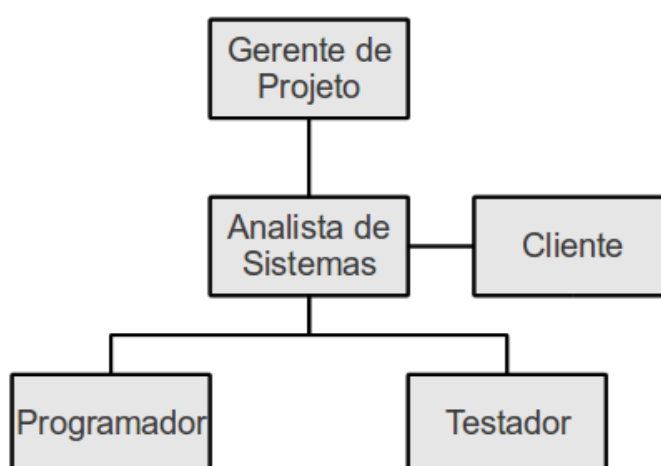 Gerente de
Projeto
Analista de
Sistemas
Cliente
Programador
Testador